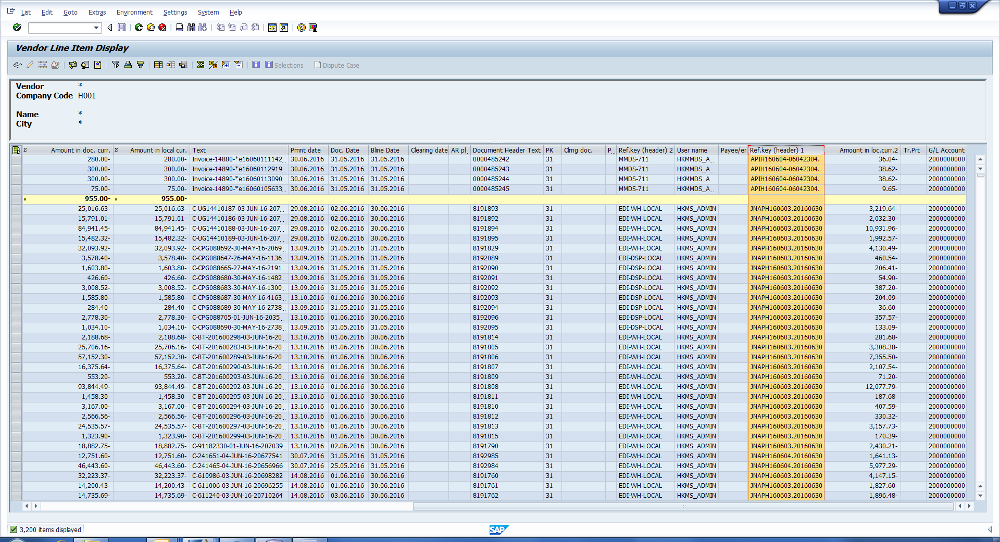 List Edit Goto Extras Environment Settings System Help
Vendor Line Item Display
Selections Dispute Case
Vendor *
Company Code H001
Name *
City *
Σ Amount in doc. curr. Σ Amount in local cur. Text Pmnt date Doc. Date Bline Date Clearing date AR pl... Document Header Text PK Clrng doc. P... Ref.key (header) 2 User name Payee/er Ref.key (header) 1 Amount in loc.curr.2 Tr.Prt G/L Account
280.00- 280.00- Invoice-14880-*e16060111142... 30.06.2016 31.05.2016 31.05.2016 0000485242 31 MMDS-711 HKMMDS_A... APIH160604-06042304. 36.04- 2000000000
300.00- 300.00- Invoice-14890-*e16060112919... 30.06.2016 31.05.2016 31.05.2016 0000485243 31 MMDS-711 HKMMDS_A... APIH160604-06042304. 38.62- 2000000000
300.00- 300.00- Invoice-14890-*e16060113090... 30.06.2016 31.05.2016 31.05.2016 0000485244 31 MMDS-711 HKMMDS_A... APIH160604-06042304. 38.62- 2000000000
75.00- 75.00- Invoice-14890-*e16060105633... 30.06.2016 31.05.2016 31.05.2016 0000485245 31 MMDS-711 HKMMDS_A... APIH160604-06042304. 9.65- 2000000000
955.00- 955.00-
25,016.63- 25,016.63- C-UG14410187-03-JUN-16-207... 29.08.2016 02.06.2016 30.06.2016 8191893 31 EDI-WH-LOCAL HKMS_ADMIN JNAPH160603.20160630 3,219.64- 2000000000
15,791.01- 15,791.01- C-UG14410186-03-JUN-16-207... 29.08.2016 02.06.2016 30.06.2016 8191892 31 EDI-WH-LOCAL HKMS_ADMIN JNAPH160603.20160630 2,032.30- 2000000000
84,941.45- 84,941.45- C-UG14410188-03-JUN-16-207... 29.08.2016 02.06.2016 30.06.2016 8191894 31 EDI-WH-LOCAL HKMS_ADMIN JNAPH160603.20160630 10,931.96- 2000000000
15,482.32- 15,482.32- C-UG14410189-03-JUN-16-207... 29.08.2016 02.06.2016 30.06.2016 8191895 31 EDI-WH-LOCAL HKMS_ADMIN JNAPH160603.20160630 1,992.57- 2000000000
32,093.92- 32,093.92- C-CPG088692-30-MAY-16-2069... 13.09.2016 31.05.2016 31.05.2016 8191829 31 EDI-WH-LOCAL HKMS_ADMIN JNAPH160603.20160630 4,130.49- 2000000000
3,578.40- 3,578.40- C-CPG088647-26-MAY-16-1136... 13.09.2016 31.05.2016 31.05.2016 8192089 31 EDI-DSP-LOCAL HKMS_ADMIN JNAPH160603.20160630 460.54- 2000000000
1,603.80- 1,603.80- C-CPG088665-27-MAY-16-2191... 13.09.2016 31.05.2016 31.05.2016 8192090 31 EDI-DSP-LOCAL HKMS_ADMIN JNAPH160603.20160630 206.41- 2000000000
426.60- 426.60- C-CPG088680-30-MAY-16-1482... 13.09.2016 31.05.2016 31.05.2016 8192091 31 EDI-DSP-LOCAL HKMS_ADMIN JNAPH160603.20160630 54.90- 2000000000
3,008.52- 3,008.52- C-CPG088683-30-MAY-16-1300... 13.09.2016 31.05.2016 31.05.2016 8192092 31 EDI-DSP-LOCAL HKMS_ADMIN JNAPH160603.20160630 387.20- 2000000000
1,585.80- 1,585.80- C-CPG088687-30-MAY-16-4163... 13.10.2016 01.06.2016 30.06.2016 8192093 31 EDI-DSP-LOCAL HKMS_ADMIN JNAPH160603.20160630 204.09- 2000000000
284.40- 284.40- C-CPG088689-30-MAY-16-2738... 13.09.2016 31.05.2016 31.05.2016 8192094 31 EDI-DSP-LOCAL HKMS_ADMIN JNAPH160603.20160630 36.60- 2000000000
2,778.30- 2,778.30- C-CPG088705-01-JUN-16-2035... 13.10.2016 01.06.2016 30.06.2016 8192096 31 EDI-DSP-LOCAL HKMS_ADMIN JNAPH160603.20160630 357.57- 2000000000
1,034.10- 1,034.10- C-CPG088690-30-MAY-16-2738... 13.09.2016 31.05.2016 31.05.2016 8192095 31 EDI-DSP-LOCAL HKMS_ADMIN JNAPH160603.20160630 133.09- 2000000000
2,188.68- 2,188.68- C-BT-201600298-03-JUN-16-20... 13.10.2016 01.06.2016 30.06.2016 8191814 31 EDI-WH-LOCAL HKMS_ADMIN JNAPH160603.20160630 281.68- 2000000000
25,706.16- 25,706.16- C-BT-201600283-03-JUN-16-20... 13.10.2016 01.06.2016 30.06.2016 8191805 31 EDI-WH-LOCAL HKMS_ADMIN JNAPH160603.20160630 3,308.38- 2000000000
57,152.30- 57,152.30- C-BT-201600289-03-JUN-16-20... 13.10.2016 01.06.2016 30.06.2016 8191806 31 EDI-WH-LOCAL HKMS_ADMIN JNAPH160603.20160630 7,355.50- 2000000000
16,375.64- 16,375.64- C-BT-201600290-03-JUN-16-20... 13.10.2016 01.06.2016 30.06.2016 8191807 31 EDI-WH-LOCAL HKMS_ADMIN JNAPH160603.20160630 2,107.54- 2000000000
553.20- 553.20- C-BT-201600293-03-JUN-16-20... 13.10.2016 01.06.2016 30.06.2016 8191809 31 EDI-WH-LOCAL HKMS_ADMIN JNAPH160603.20160630 71.20- 2000000000
93,844.49- 93,844.49- C-BT-201600292-03-JUN-16-20... 13.10.2016 01.06.2016 30.06.2016 8191808 31 EDI-WH-LOCAL HKMS_ADMIN JNAPH160603.20160630 12,077.79- 2000000000
1,458.30- 1,458.30- C-BT-201600295-03-JUN-16-20... 13.10.2016 01.06.2016 30.06.2016 8191811 31 EDI-WH-LOCAL HKMS_ADMIN JNAPH160603.20160630 187.68- 2000000000
3,167.00- 3,167.00- C-BT-201600294-03-JUN-16-20... 13.10.2016 01.06.2016 30.06.2016 8191810 31 EDI-WH-LOCAL HKMS_ADMIN JNAPH160603.20160630 407.59- 2000000000
2,566.56- 2,566.56- C-BT-201600296-03-JUN-16-20... 13.10.2016 01.06.2016 30.06.2016 8191812 31 EDI-WH-LOCAL HKMS_ADMIN JNAPH160603.20160630 330.32- 2000000000
24,535.57- 24,535.57- C-BT-201600297-03-JUN-16-20... 13.10.2016 01.06.2016 30.06.2016 8191813 31 EDI-WH-LOCAL HKMS_ADMIN JNAPH160603.20160630 3,157.73- 2000000000
1,323.90- 1,323.90- C-BT-201600299-03-JUN-16-20... 13.10.2016 01.06.2016 30.06.2016 8191815 31 EDI-WH-LOCAL HKMS_ADMIN JNAPH160603.20160630 170.39- 2000000000
18,882.75- 18,882.75- C-91182330-01-JUN-16-207039... 13.10.2016 02.06.2016 30.06.2016 8191790 31 EDI-WH-LOCAL HKMS_ADMIN JNAPH160603.20160630 2,430.21- 2000000000
12,751.60- 12,751.60- C-241651-04-JUN-16-20677541 30.07.2016 31.05.2016 31.05.2016 8192985 31 EDI-WH-LOCAL HKMS_ADMIN JNAPH160604.20160630 1,641.13- 2000000000
46,443.60- 46,443.60- C-241465-04-JUN-16-20656966 30.07.2016 25.05.2016 31.05.2016 8192984 31 EDI-WH-LOCAL HKMS_ADMIN JNAPH160604.20160630 5,977.29- 2000000000
32,223.37- 32,223.37- C-610986-03-JUN-16-20698282 14.08.2016 01.06.2016 30.06.2016 8191760 31 EDI-WH-LOCAL HKMS_ADMIN JNAPH160603.20160630 4,147.15- 2000000000
14,200.43- 14,200.43- C-611006-03-JUN-16-20696255 14.08.2016 01.06.2016 30.06.2016 8191761 31 EDI-WH-LOCAL HKMS_ADMIN JNAPH160603.20160630 1,827.60- 2000000000
14,735.69- 14,735.69- C-611240-03-JUN-16-20710264 14.08.2016 03.06.2016 30.06.2016 8191762 31 EDI-WH-LOCAL HKMS_ADMIN JNAPH160603.20160630 1,896.48- 2000000000
3,200 items displayed
SAP